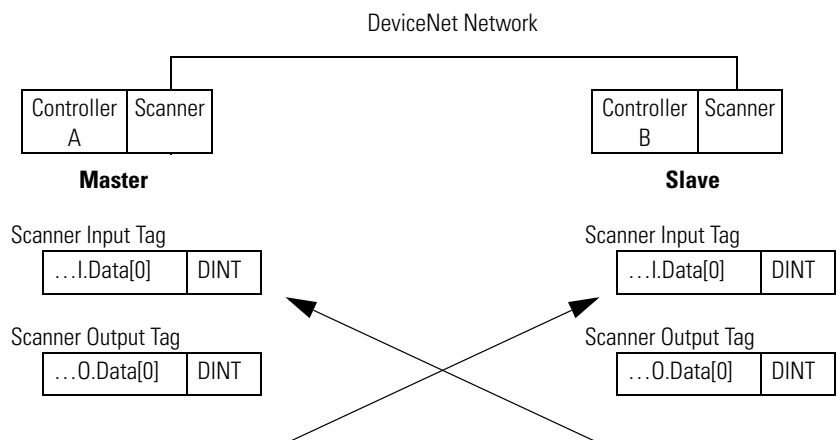 DeviceNet Network
Controller A Scanner
Controller B Scanner
Master
Slave
Scanner Input Tag
…I.Data[0] DINT
Scanner Output Tag
…O.Data[0] DINT
Scanner Input Tag
…I.Data[0] DINT
Scanner Output Tag
…O.Data[0] DINT